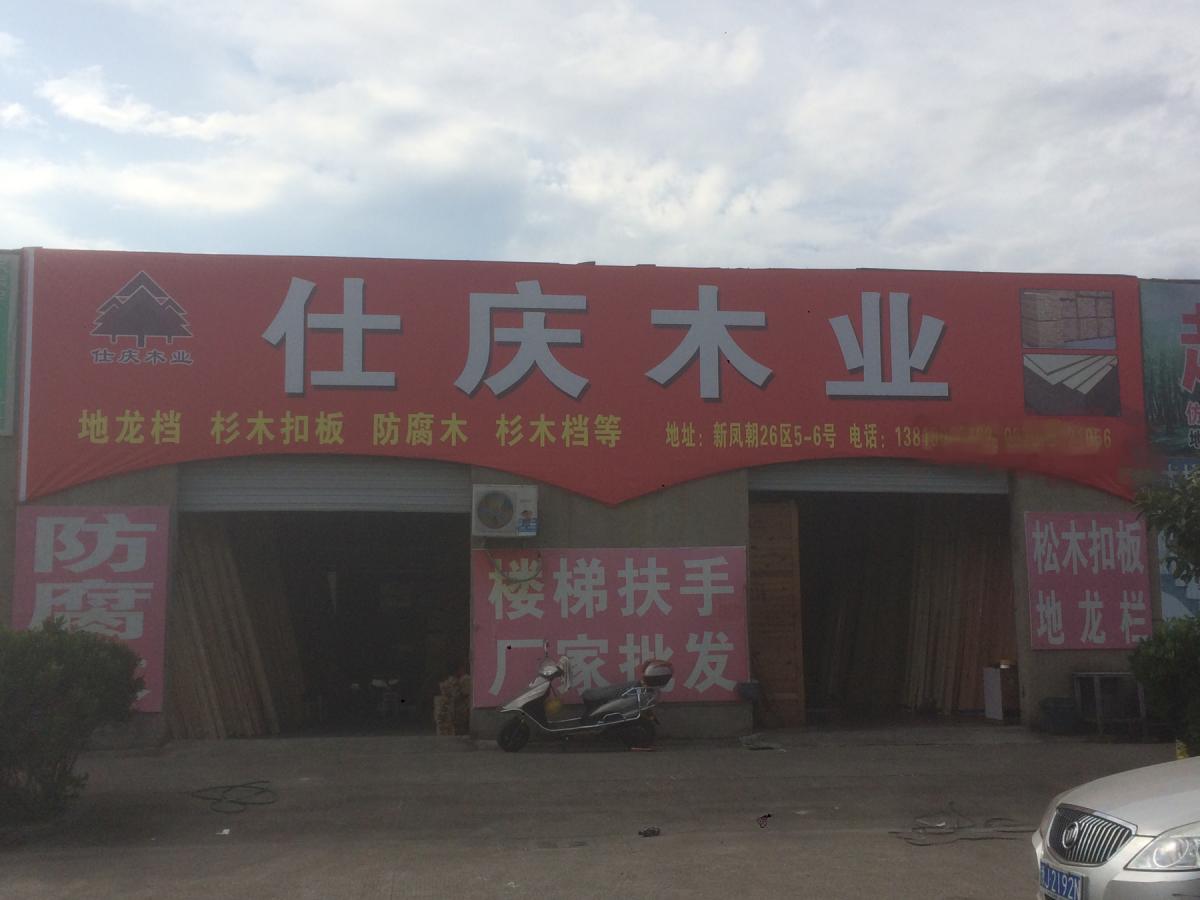 仕庆木业
仕庆木业
地龙档 杉木扣板 防腐木 杉木档等
地址：新凤朝26区5-6号 电话：138
防腐
楼梯扶手
厂家批发
松木扣板
地龙栏
J2192N